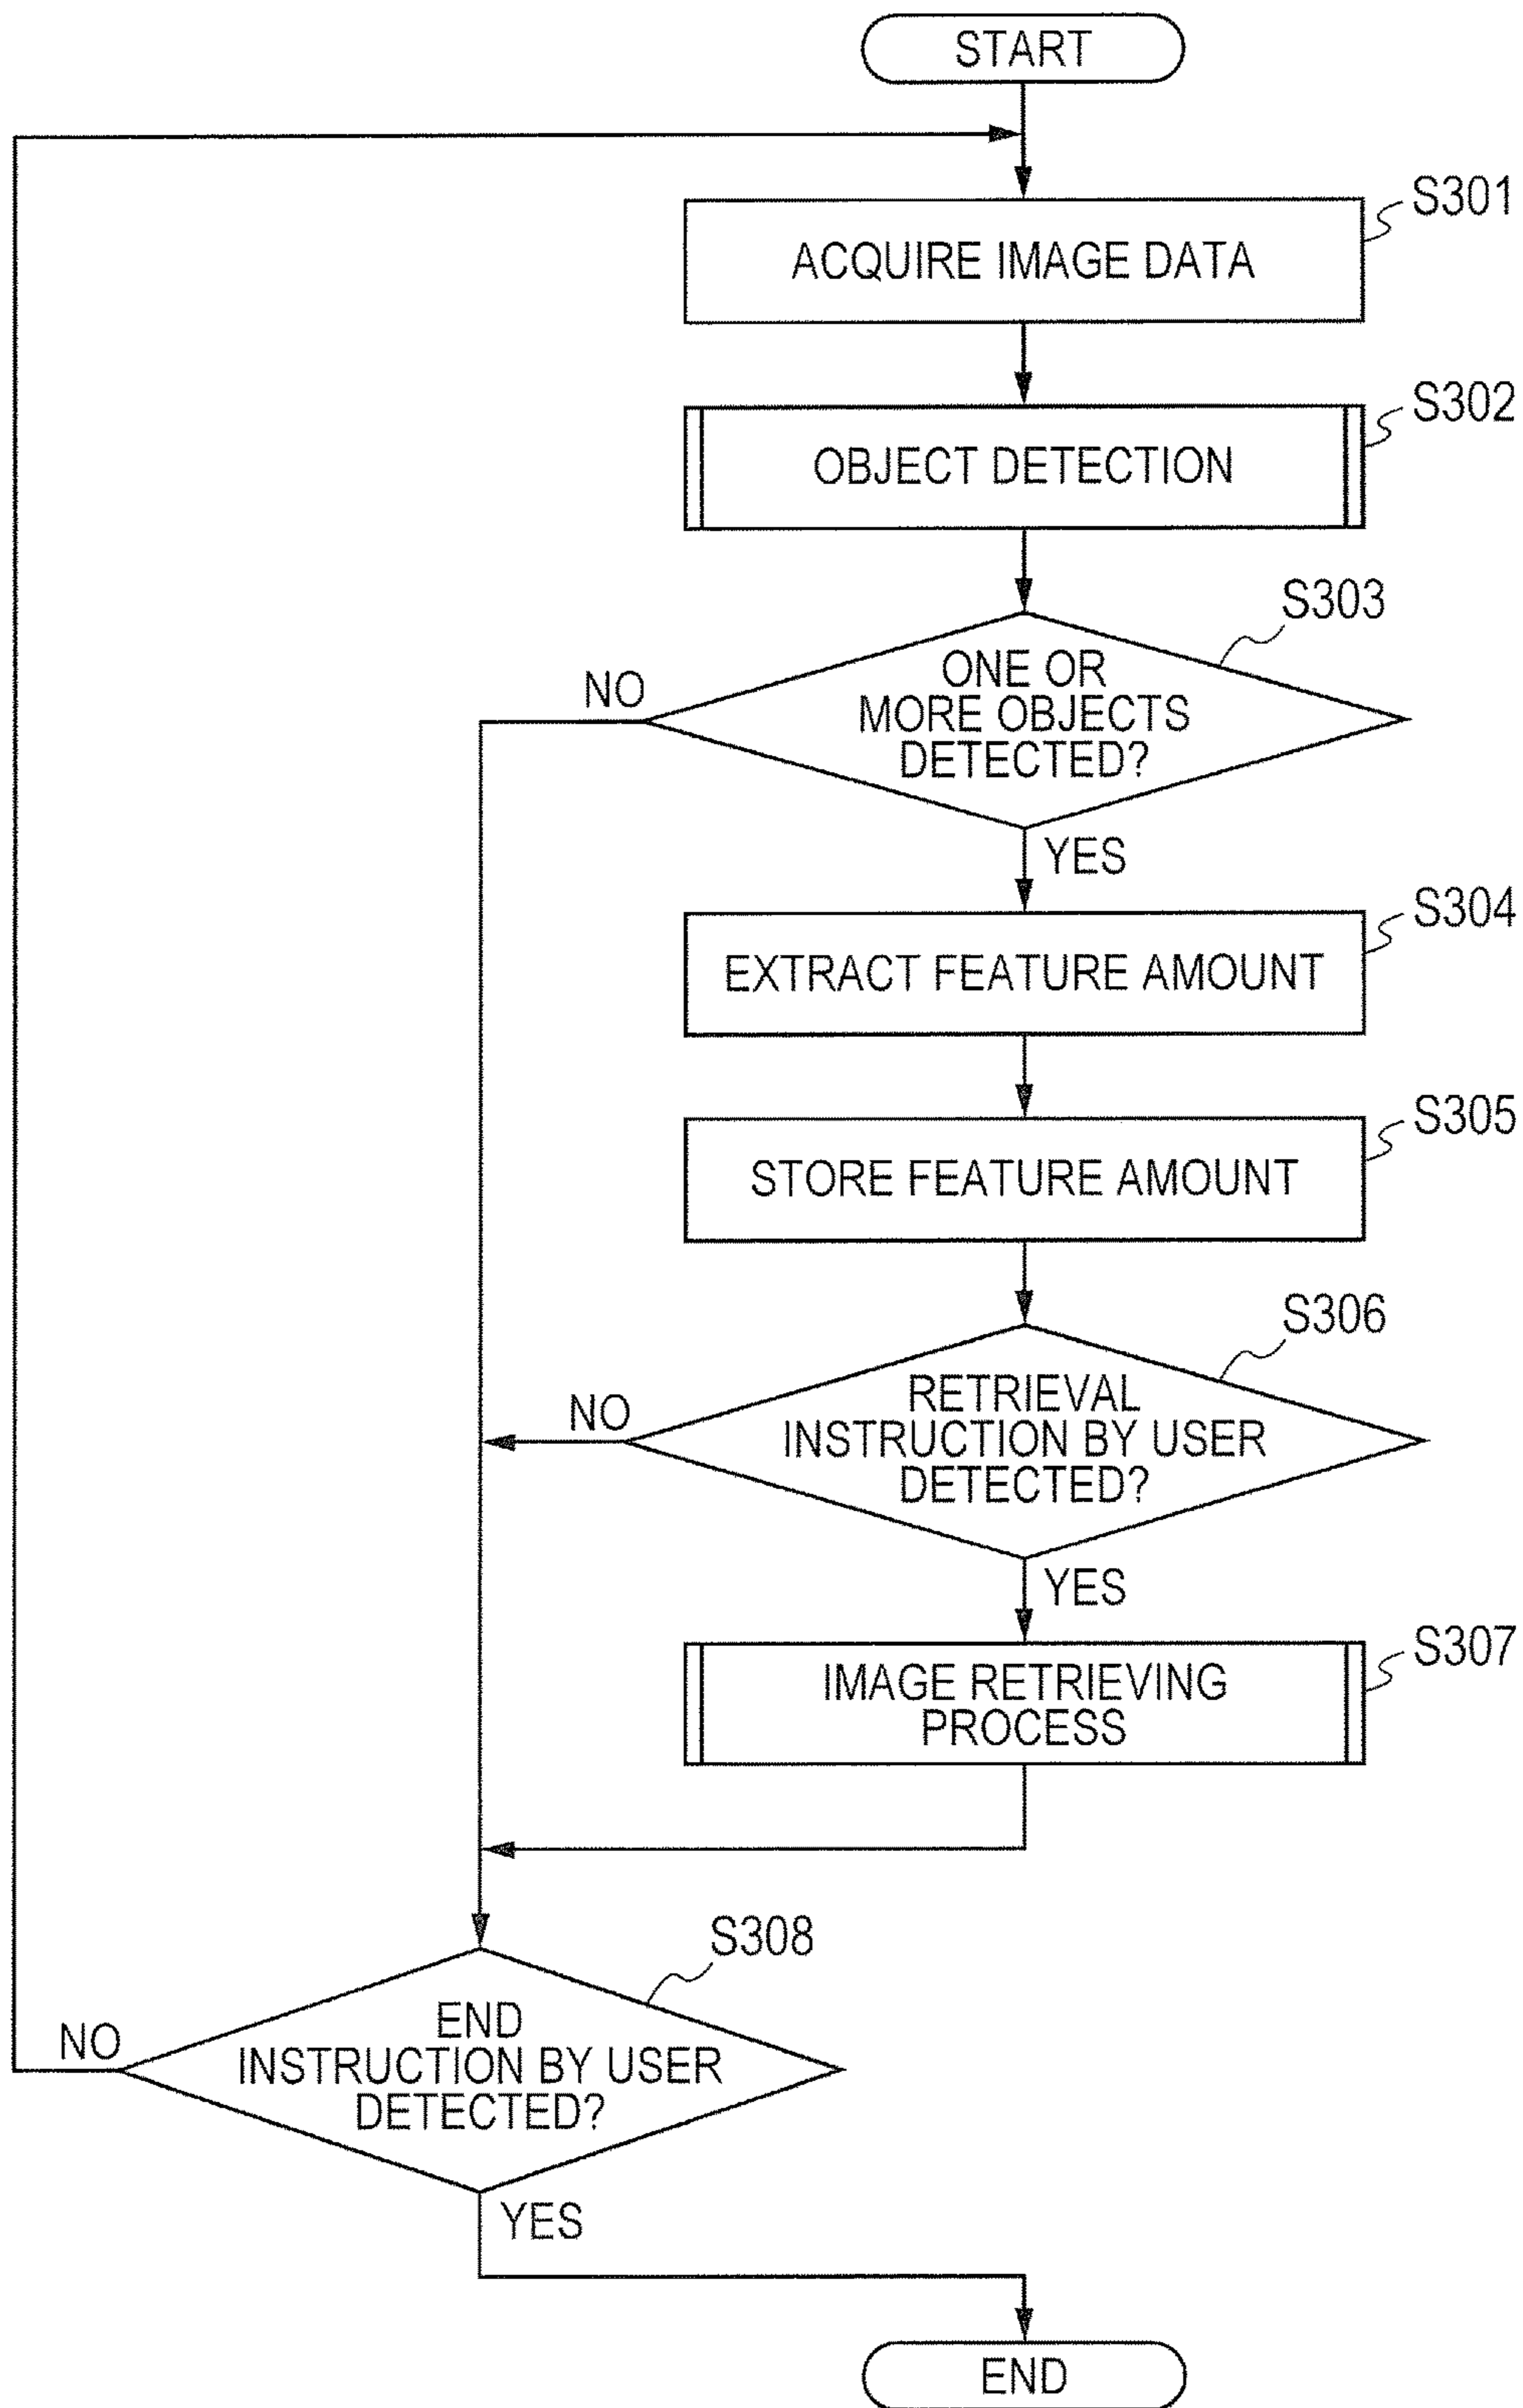 START
S301
ACQUIRE IMAGE DATA
S302
OBJECT DETECTION
S303
NO
ONE OR
MORE OBJECTS
DETECTED?
YES
S304
EXTRACT FEATURE AMOUNT
S305
STORE FEATURE AMOUNT
S306
NO
RETRIEVAL
INSTRUCTION BY USER
DETECTED?
YES
S307
IMAGE RETRIEVING
PROCESS
S308
NO
END
INSTRUCTION BY USER
DETECTED?
YES
END